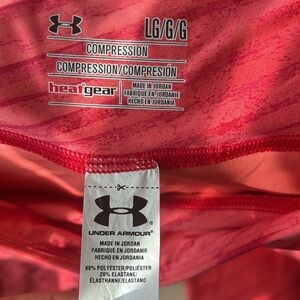 LG/G/G
COMPRESSION
COMPRESSION/COMPRESIÓN
heatgear
MADE IN JORDAN
FABRIQUÉ EN JORDANIE
HECHO EN JORDANIA
UNDER ARMOUR®
MADE IN JORDAN
FABRIQUÉ EN JORDANIE
HECHO EN JORDANIA
80% POLYESTER/POLIÉSTER
20% ELASTANE/
ÉLASTHANNE/ELASTANO